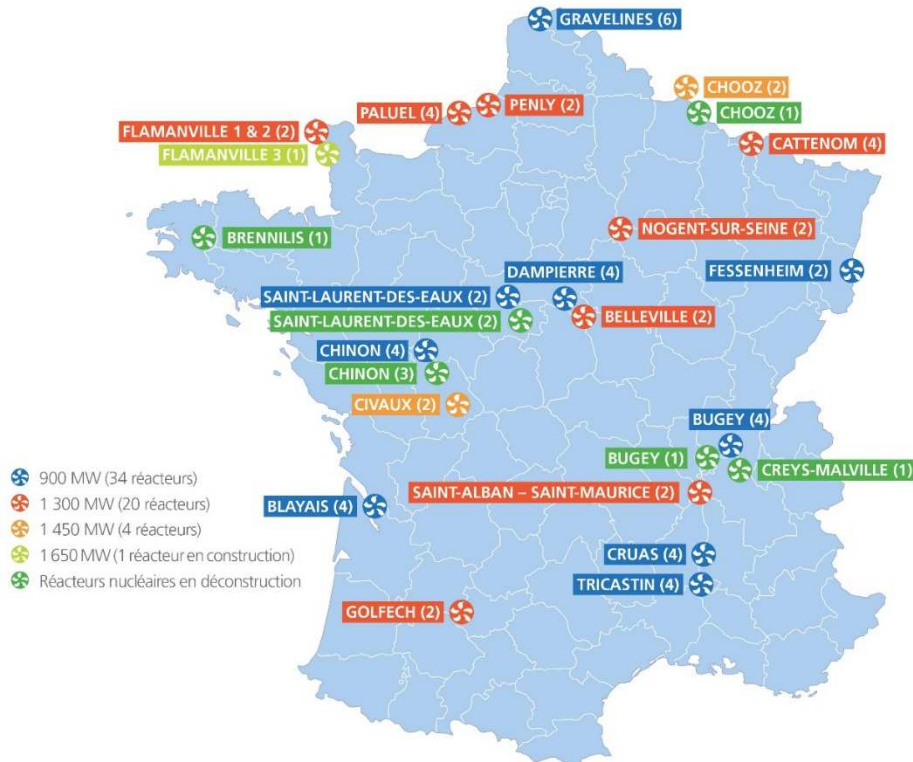 GRAVELINES (6)
CHOOZ (2)
CHOOZ (1)
PENLY (2)
PALUEL (4)
FLAMANVILLE 1 & 2 (2)
FLAMANVILLE 3 (1)
CATTENOM (4)
BRENNILIS (1)
NOGENT-SUR-SEINE (2)
DAMPIERRE (4)
FESSENHEIM (2)
SAINT-LAURENT-DES-EAUX (2)
SAINT-LAURENT-DES-EAUX (2)
BELLEVILLE (2)
CHINON (4)
CHINON (3)
CIVAUX (2)
BUGEY (4)
BUGEY (1)
CREYS-MALVILLE (1)
SAINT-ALBAN – SAINT-MAURICE (2)
BLAYAIS (4)
CRUAS (4)
TRICASTIN (4)
GOLFECH (2)
900 MW (34 réacteurs)
1 300 MW (20 réacteurs)
1 450 MW (4 réacteurs)
1 650 MW (1 réacteur en construction)
Réacteurs nucléaires en déconstruction